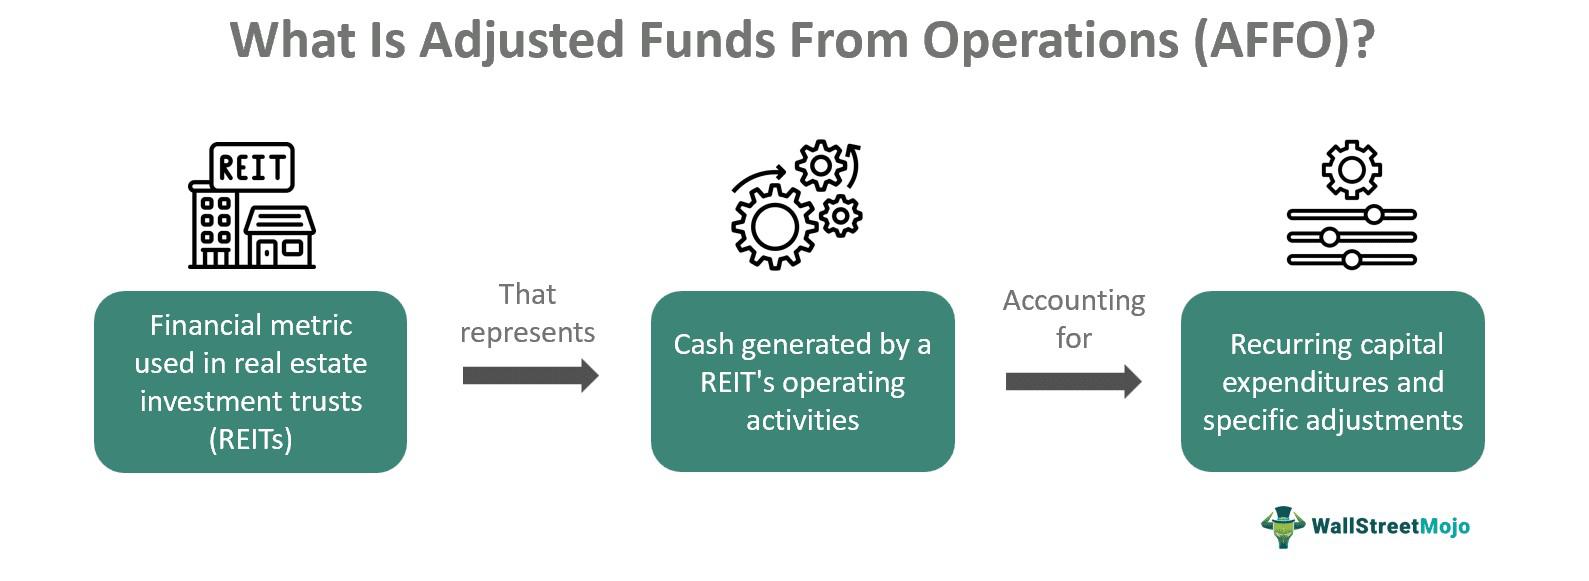 What Is Adjusted Funds From Operations (AFFO)?
REIT
Financial metric
used in real estate
investment trusts
(REITs)
That
represents
Cash generated by a
REIT's operating
activities
Accounting
for
Recurring capital
expenditures and
specific adjustments
WallStreetMojo